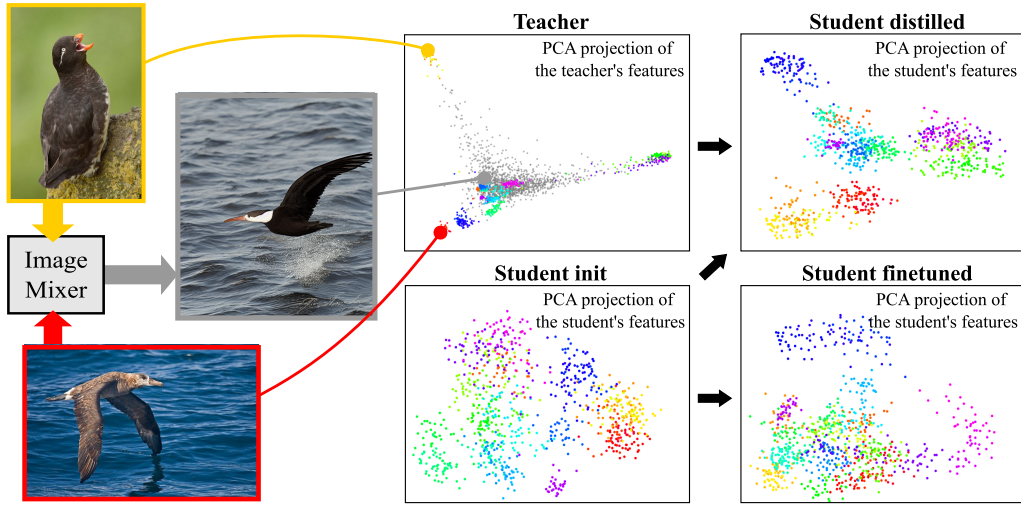 Teacher
PCA projection of
the teacher's features
Student distilled
PCA projection of
the student's features
Image
Mixer
Student init
PCA projection of
the student's features
Student finetuned
PCA projection of
the student's features